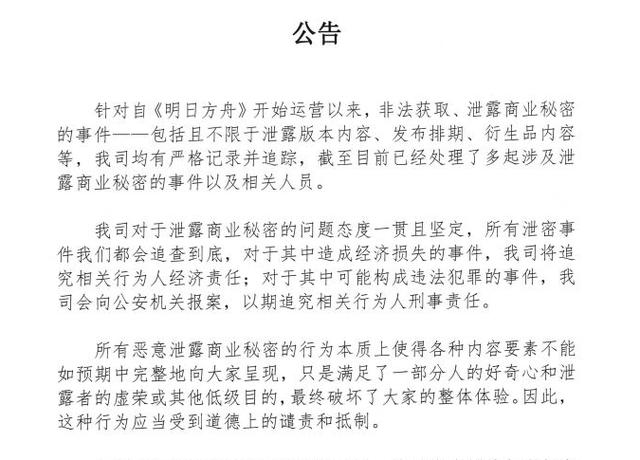 公告
针对自《明日方舟》开始运营以来，非法获取、泄露商业秘密
的事件——包括且不限于泄露版本内容、发布排期、衍生品内容
等，我司均有严格记录并追踪，截至目前已经处理了多起涉及泄
露商业秘密的事件以及相关人员。
我司对于泄露商业秘密的问题态度一贯且坚定，所有泄密事
件我们都会追查到底，对于其中造成经济损失的事件，我司将追
究相关行为人经济责任；对于其中可能构成违法犯罪的事件，我
司会向公安机关报案，以期追究相关行为人刑事责任。
所有恶意泄露商业秘密的行为本质上使得各种内容要素不能
如预期中完整地向大家呈现，只是满足了一部分人的好奇心和泄
露者的虚荣或其他低级目的，最终破坏了大家的整体体验。因此，
这种行为应当受到道德上的谴责和抵制。